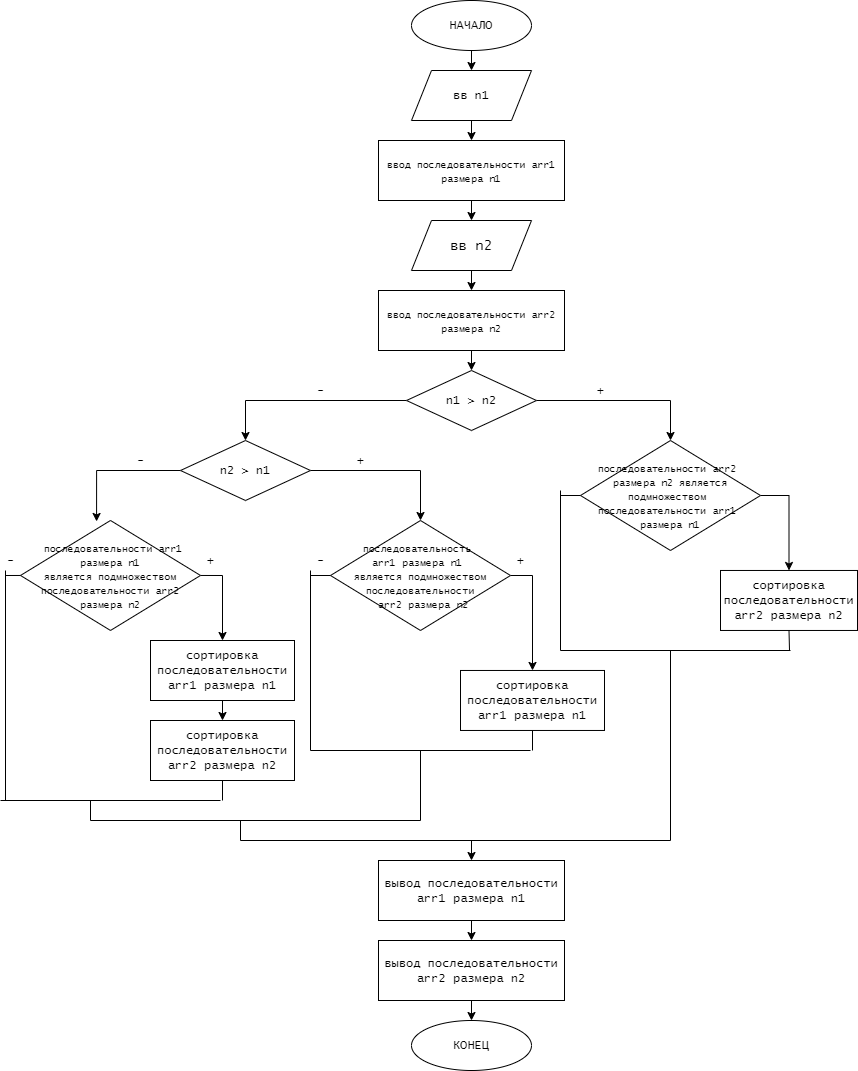 НАЧАЛО
вв n1
ввод последовательности arr1
размера n1
вв n2
ввод последовательности arr2
размера n2
n1 > n2
-
+
n2 > n1
-
+
последовательности arr2
размера n2 является
подмножеством
последовательности arr1
размера n1
последовательности arr1
размера n1
является подмножеством
последовательности arr2
размера n2
-
+
последовательность
arr1 размера n1
является подмножеством
последовательности
arr2 размера n2
-
+
сортировка
последовательности
arr2 размера n2
сортировка
последовательности
arr1 размера n1
сортировка
последовательности
arr1 размера n1
сортировка
последовательности
arr2 размера n2
вывод последовательности
arr1 размера n1
вывод последовательности
arr2 размера n2
КОНЕЦ